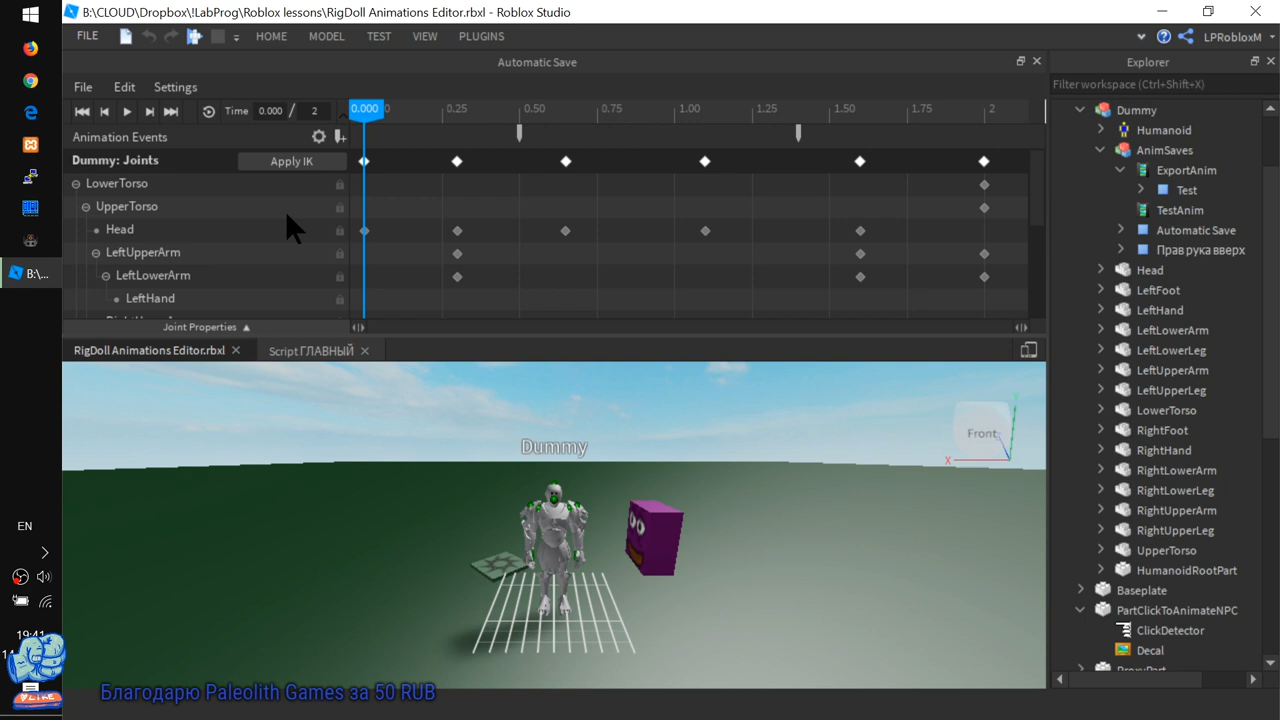 B:\CLOUD\Dropbox\!LabProg\Roblox lessons\RigDoll Animations Editor.rbxl - Roblox Studio
FILE HOME MODEL TEST VIEW PLUGINS LPRobloxM
Automatic Save
File Edit Settings
Time 0.000 / 2
0.000 0 0.25 0.50 0.75 1.00 1.25 1.50 1.75 2
Animation Events
Dummy: Joints Apply IK
LowerTorso
UpperTorso
Head
LeftUpperArm
LeftLowerArm
LeftHand
Joint Properties
RigDoll Animations Editor.rbxl
Script ГЛАВНЫЙ
Dummy
Front
X
Y
Благодарю Paleolith Games за 50 RUB
Explorer
Filter workspace (Ctrl+Shift+X)
Dummy
Humanoid
AnimSaves
ExportAnim
Test
TestAnim
Automatic Save
Прав рука вверх
Head
LeftFoot
LeftHand
LeftLowerArm
LeftLowerLeg
LeftUpperArm
LeftUpperLeg
LowerTorso
RightFoot
RightHand
RightLowerArm
RightLowerLeg
RightUpperArm
RightUpperLeg
UpperTorso
HumanoidRootPart
Baseplate
PartClickToAnimateNPC
ClickDetector
Decal
ProxyPart
B:\...
EN
19:41
LIKE